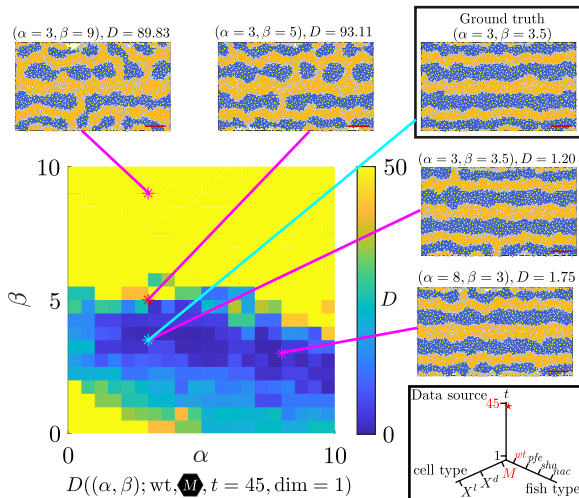 (α = 3, β = 9), D = 89.83
(α = 3, β = 5), D = 93.11
Ground truth
(α = 3, β = 3.5)
(α = 3, β = 3.5), D = 1.20
(α = 8, β = 3), D = 1.75
10
5
0
β
0
α
10
50
D
0
D((α, β); wt, M, t = 45, dim = 1)
Data source
t
45
1
wt
pfe
sha
nac
M
X^d
X^l
cell type
fish type